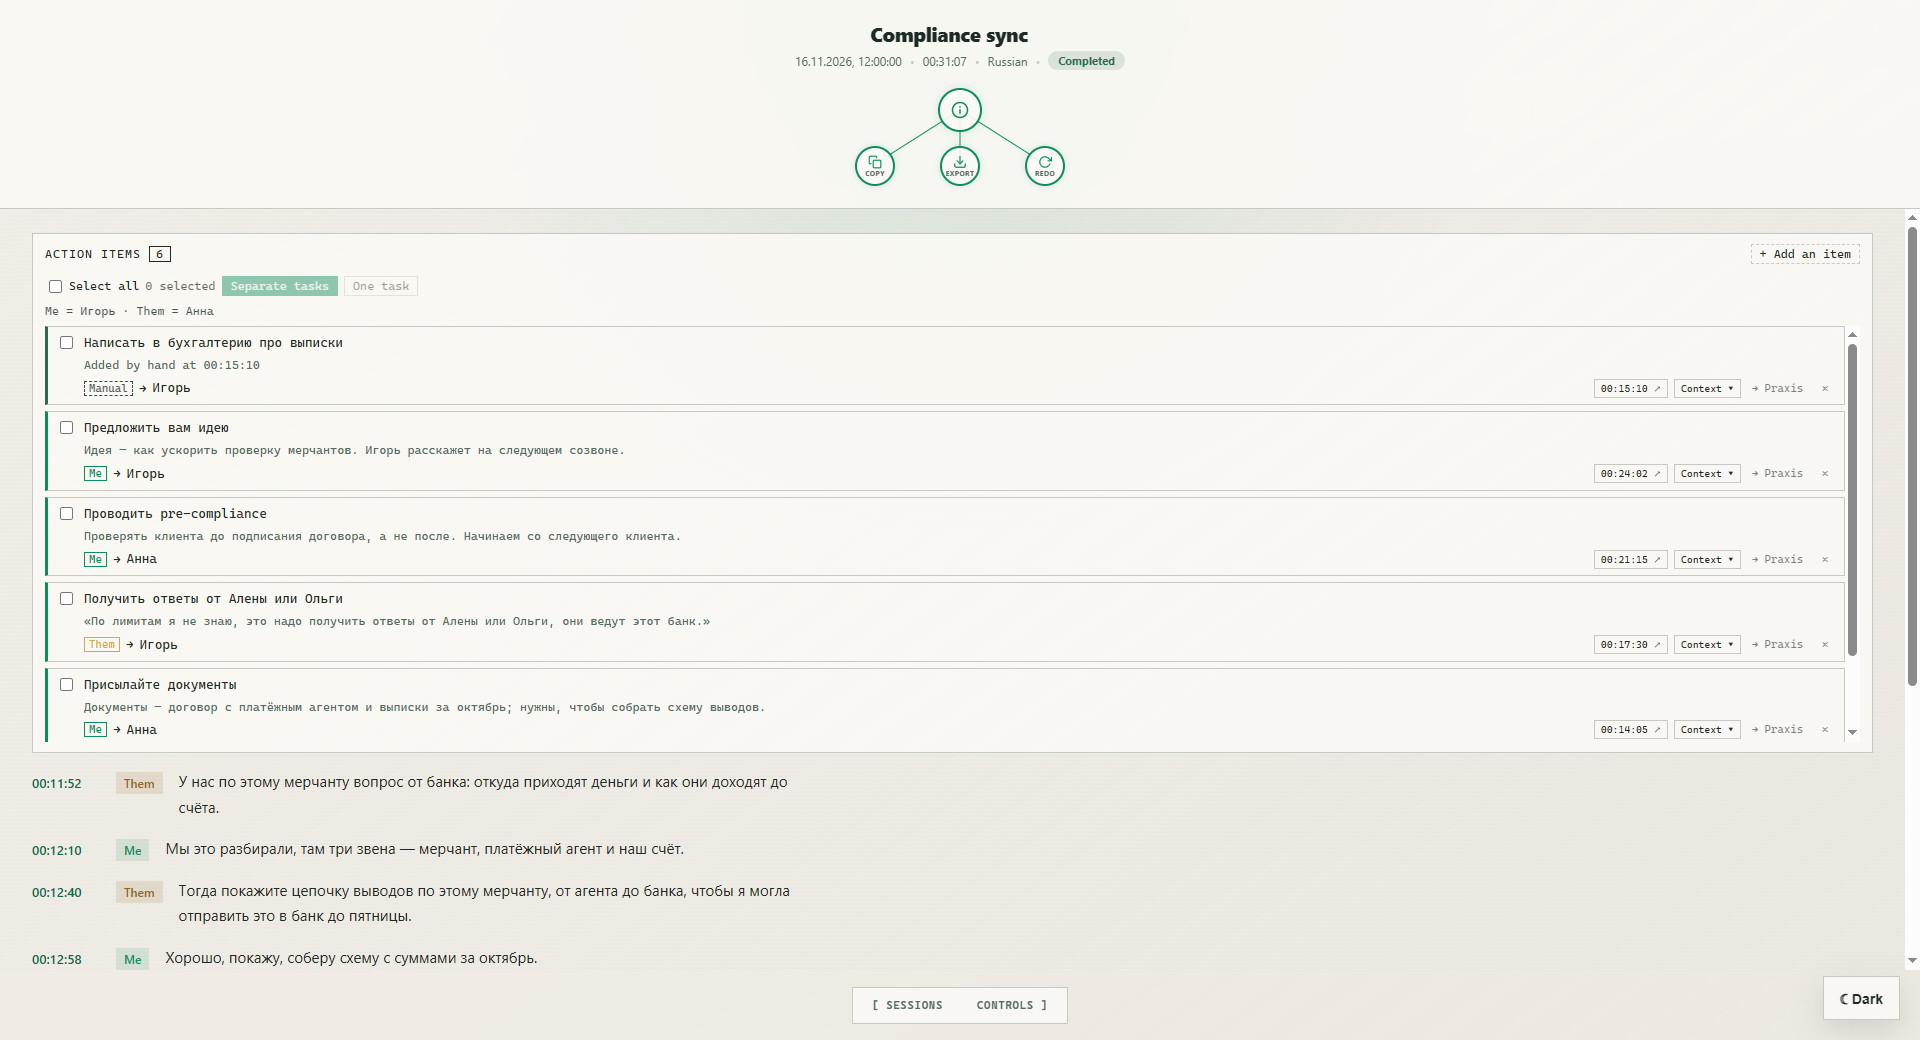 Compliance sync
16.11.2026, 12:00:00 • 00:31:07 • Russian • Completed
COPY
EXPORT
REDO
ACTION ITEMS 6
+ Add an item
Select all 0 selected Separate tasks One task
Me = Игорь · Them = Анна
Написать в бухгалтерию про выписки
Added by hand at 00:15:10
Manual → Игорь
00:15:10 ↗ Context ▾ → Praxis ×
Предложить вам идею
Идея — как ускорить проверку мерчантов. Игорь расскажет на следующем созвоне.
Me → Игорь
00:24:02 ↗ Context ▾ → Praxis ×
Проводить pre-compliance
Проверять клиента до подписания договора, а не после. Начинаем со следующего клиента.
Me → Анна
00:21:15 ↗ Context ▾ → Praxis ×
Получить ответы от Алены или Ольги
«По лимитам я не знаю, это надо получить ответы от Алены или Ольги, они ведут этот банк.»
Them → Игорь
00:17:30 ↗ Context ▾ → Praxis ×
Присылайте документы
Документы — договор с платёжным агентом и выписки за октябрь; нужны, чтобы собрать схему выводов.
Me → Анна
00:14:05 ↗ Context ▾ → Praxis ×
00:11:52 Them У нас по этому мерчанту вопрос от банка: откуда приходят деньги и как они доходят до
счёта.
00:12:10 Me Мы это разбирали, там три звена — мерчант, платёжный агент и наш счёт.
00:12:40 Them Тогда покажите цепочку выводов по этому мерчанту, от агента до банка, чтобы я могла
отправить это в банк до пятницы.
00:12:58 Me Хорошо, покажу, соберу схему с суммами за октябрь.
[ SESSIONS CONTROLS ]
☾ Dark